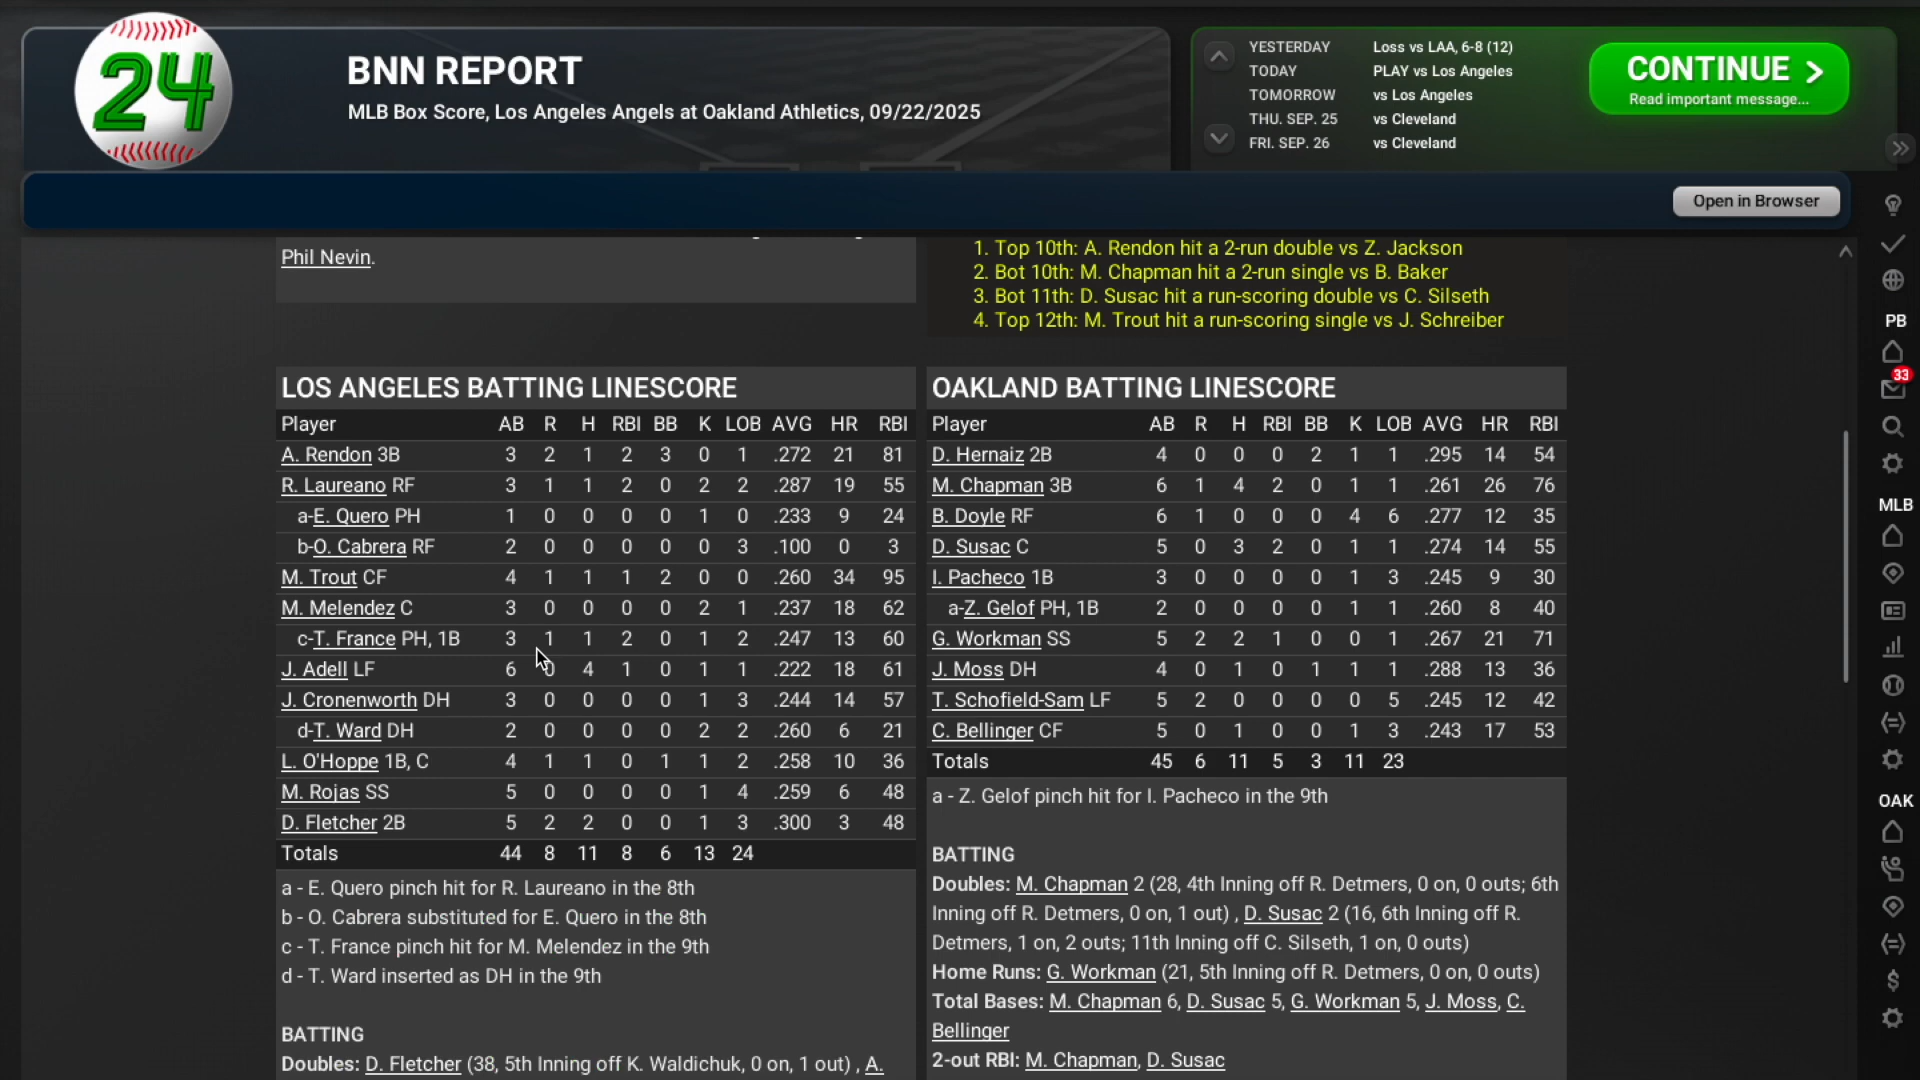 24
BNN REPORT
MLB Box Score, Los Angeles Angels at Oakland Athletics, 09/22/2025
YESTERDAY Loss vs LAA, 6-8 (12)
TODAY PLAY vs Los Angeles
TOMORROW vs Los Angeles
THU. SEP. 25 vs Cleveland
FRI. SEP. 26 vs Cleveland
CONTINUE
Read important message...
Open in Browser
Phil Nevin.
1. Top 10th: A. Rendon hit a 2-run double vs Z. Jackson
2. Bot 10th: M. Chapman hit a 2-run single vs B. Baker
3. Bot 11th: D. Susac hit a run-scoring double vs C. Silseth
4. Top 12th: M. Trout hit a run-scoring single vs J. Schreiber
LOS ANGELES BATTING LINESCORE
Player AB R H RBI BB K LOB AVG HR RBI
A. Rendon 3B 3 2 1 2 3 0 1 .272 21 81
R. Laureano RF 3 1 1 2 0 2 2 .287 19 55
a-E. Quero PH 1 0 0 0 0 1 0 .233 9 24
b-O. Cabrera RF 2 0 0 0 0 0 3 .100 0 3
M. Trout CF 4 1 1 1 2 0 0 .260 34 95
M. Melendez C 3 0 0 0 0 2 1 .237 18 62
c-T. France PH, 1B 3 1 1 2 0 1 2 .247 13 60
J. Adell LF 6 0 4 1 0 1 1 .222 18 61
J. Cronenworth DH 3 0 0 0 0 1 3 .244 14 57
d-T. Ward DH 2 0 0 0 0 2 2 .260 6 21
L. O'Hoppe 1B, C 4 1 1 0 1 1 2 .258 10 36
M. Rojas SS 5 0 0 0 0 1 4 .259 6 48
D. Fletcher 2B 5 2 2 0 0 1 3 .300 3 48
Totals 44 8 11 8 6 13 24
a - E. Quero pinch hit for R. Laureano in the 8th
b - O. Cabrera substituted for E. Quero in the 8th
c - T. France pinch hit for M. Melendez in the 9th
d - T. Ward inserted as DH in the 9th
BATTING
Doubles: D. Fletcher (38, 5th Inning off K. Waldichuk, 0 on, 1 out) , A.
OAKLAND BATTING LINESCORE
Player AB R H RBI BB K LOB AVG HR RBI
D. Hernaiz 2B 4 0 0 0 2 1 1 .295 14 54
M. Chapman 3B 6 1 4 2 0 1 1 .261 26 76
B. Doyle RF 6 1 0 0 0 4 6 .277 12 35
D. Susac C 5 0 3 2 0 1 1 .274 14 55
I. Pacheco 1B 3 0 0 0 0 1 3 .245 9 30
a-Z. Gelof PH, 1B 2 0 0 0 0 1 1 .260 8 40
G. Workman SS 5 2 2 1 0 0 1 .267 21 71
J. Moss DH 4 0 1 0 1 1 1 .288 13 36
T. Schofield-Sam LF 5 2 0 0 0 0 5 .245 12 42
C. Bellinger CF 5 0 1 0 0 1 3 .243 17 53
Totals 45 6 11 5 3 11 23
a - Z. Gelof pinch hit for I. Pacheco in the 9th
BATTING
Doubles: M. Chapman 2 (28, 4th Inning off R. Detmers, 0 on, 0 outs; 6th
Inning off R. Detmers, 0 on, 1 out) , D. Susac 2 (16, 6th Inning off R.
Detmers, 1 on, 2 outs; 11th Inning off C. Silseth, 1 on, 0 outs)
Home Runs: G. Workman (21, 5th Inning off R. Detmers, 0 on, 0 outs)
Total Bases: M. Chapman 6, D. Susac 5, G. Workman 5, J. Moss, C.
Bellinger
2-out RBI: M. Chapman, D. Susac
PB
33
MLB
OAK